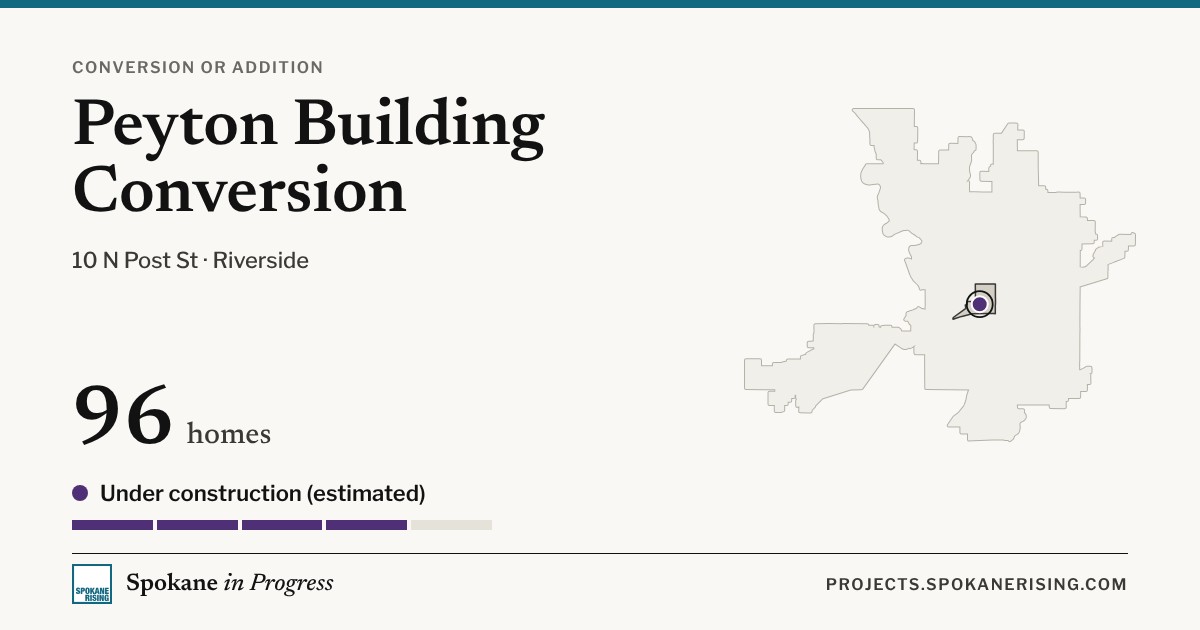 CONVERSION OR ADDITION
Peyton Building
Conversion
10 N Post St · Riverside
96 homes
Under construction (estimated)
SPOKANE
RISING
Spokane in Progress
PROJECTS.SPOKANERISING.COM